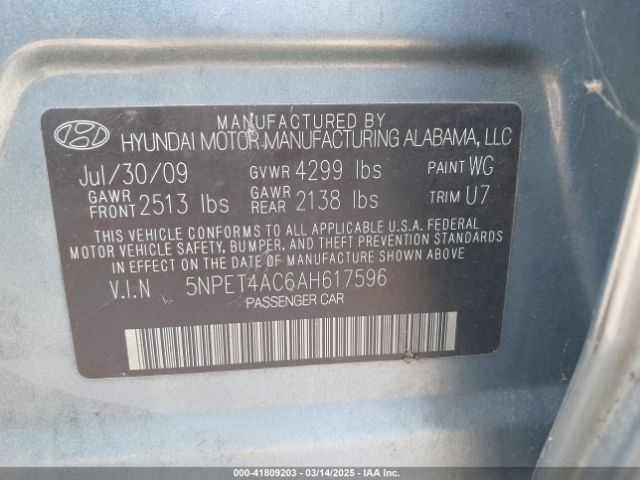 MANUFACTURED BY
HYUNDAI MOTOR MANUFACTURING ALABAMA, LLC
Jul/30/09 GVWR 4299 lbs PAINT WG
GAWR FRONT 2513 lbs GAWR REAR 2138 lbs TRIM U7
THIS VEHICLE CONFORMS TO ALL APPLICABLE U.S.A. FEDERAL
MOTOR VEHICLE SAFETY, BUMPER, AND THEFT PREVENTION STANDARDS
IN EFFECT ON THE DATE OF MANUFACTURE SHOWN ABOVE.
V.I.N 5NPET4AC6AH617596
PASSENGER CAR
000-41809203 - 03/14/2025 - IAA, Inc.